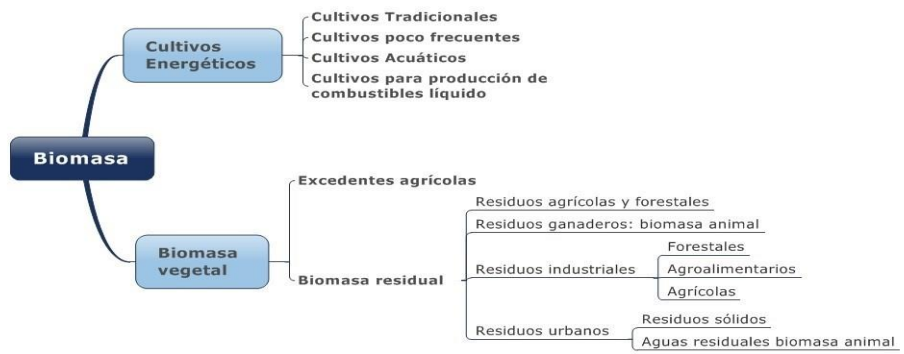 Biomasa
Cultivos
Energéticos
Cultivos Tradicionales
Cultivos poco frecuentes
Cultivos Acuáticos
Cultivos para producción de
combustibles líquido
Biomasa
vegetal
Excedentes agrícolas
Biomasa residual
Residuos agrícolas y forestales
Residuos ganaderos: biomasa animal
Residuos industriales
Forestales
Agroalimentarios
Agrícolas
Residuos urbanos
Residuos sólidos
Aguas residuales biomasa animal